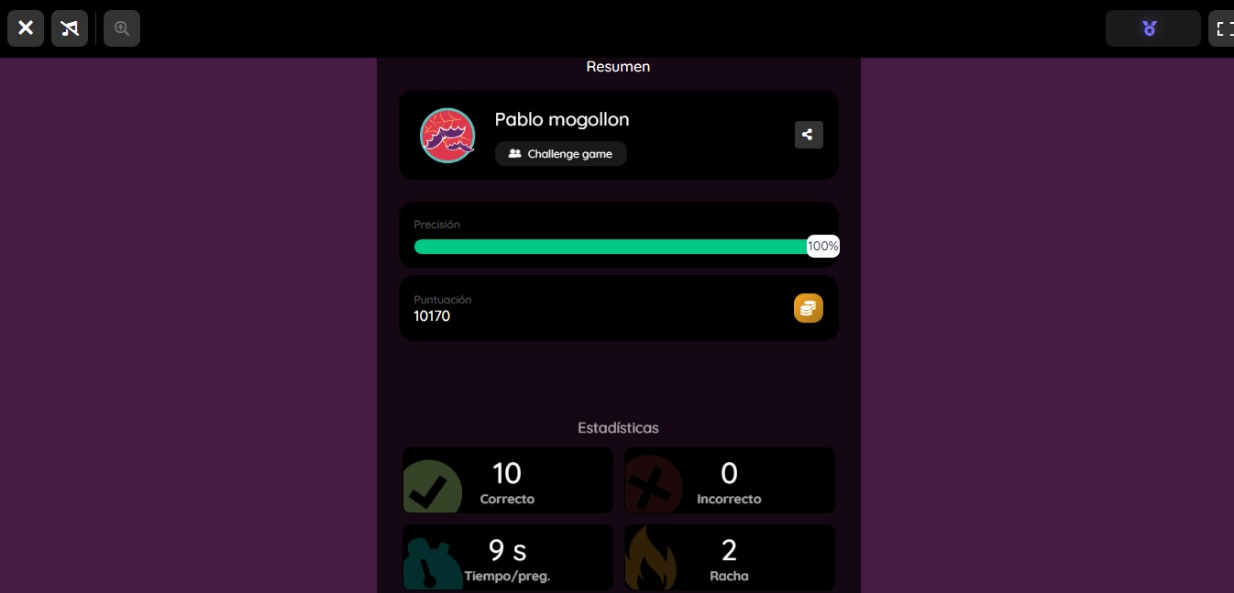 Resumen
Pablo mogollon
Challenge game
Precisión
100%
Puntuación
10170
Estadísticas
10
Correcto
0
Incorrecto
9 s
Tiempo/preg.
2
Racha